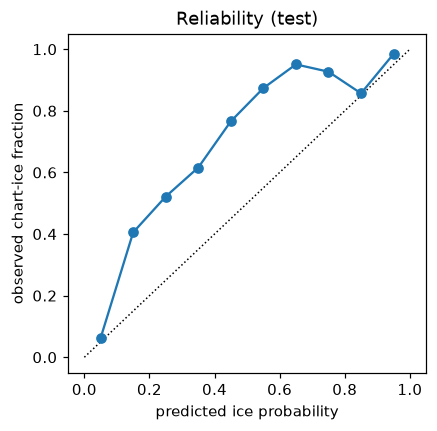 Reliability (test)
1.0
0.8
0.6
0.4
0.2
0.0
observed chart-ice fraction
0.0 0.2 0.4 0.6 0.8 1.0
predicted ice probability